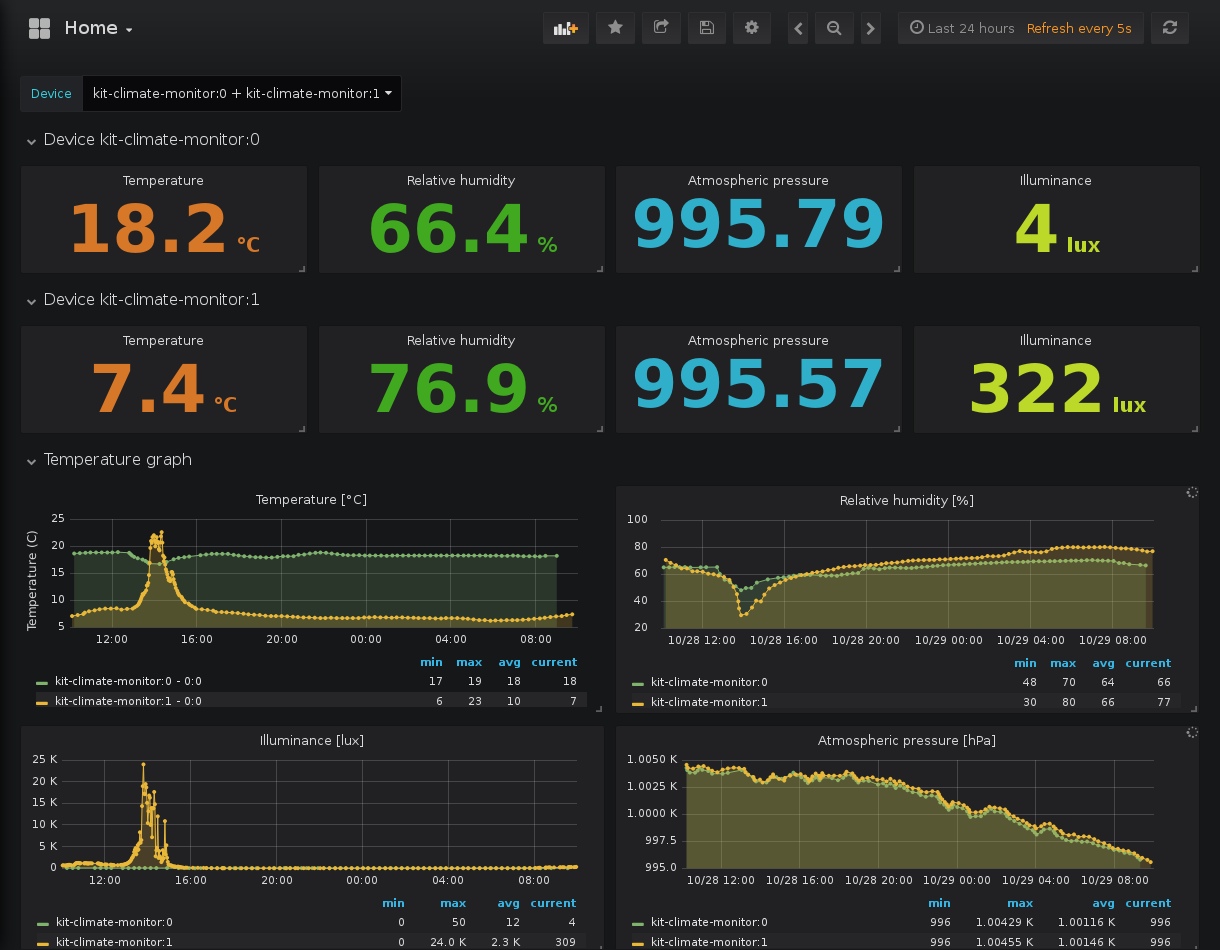 Home
Last 24 hours Refresh every 5s
Device kit-climate-monitor:0 + kit-climate-monitor:1
Device kit-climate-monitor:0
Temperature Relative humidity Atmospheric pressure Illuminance
18.2 °C 66.4 % 995.79 4 lux
Device kit-climate-monitor:1
Temperature Relative humidity Atmospheric pressure Illuminance
7.4 °C 76.9 % 995.57 322 lux
Temperature graph
Temperature [°C]
Temperature (C)
25
20
15
10
5
12:00 16:00 20:00 00:00 04:00 08:00
min max avg current
kit-climate-monitor:0 - 0:0 17 19 18 18
kit-climate-monitor:1 - 0:0 6 23 10 7
Relative humidity [%]
100
80
60
40
20
10/28 12:00 10/28 16:00 10/28 20:00 10/29 00:00 10/29 04:00 10/29 08:00
min max avg current
kit-climate-monitor:0 48 70 64 66
kit-climate-monitor:1 30 80 66 77
Illuminance [lux]
25 K
20 K
15 K
10 K
5 K
0
12:00 16:00 20:00 00:00 04:00 08:00
min max avg current
kit-climate-monitor:0 0 50 12 4
kit-climate-monitor:1 0 24.0 K 2.3 K 309
Atmospheric pressure [hPa]
1.0050 K
1.0025 K
1.0000 K
997.5
995.0
10/28 12:00 10/28 16:00 10/28 20:00 10/29 00:00 10/29 04:00 10/29 08:00
min max avg current
kit-climate-monitor:0 996 1.00429 K 1.00116 K 996
kit-climate-monitor:1 996 1.00455 K 1.00146 K 996